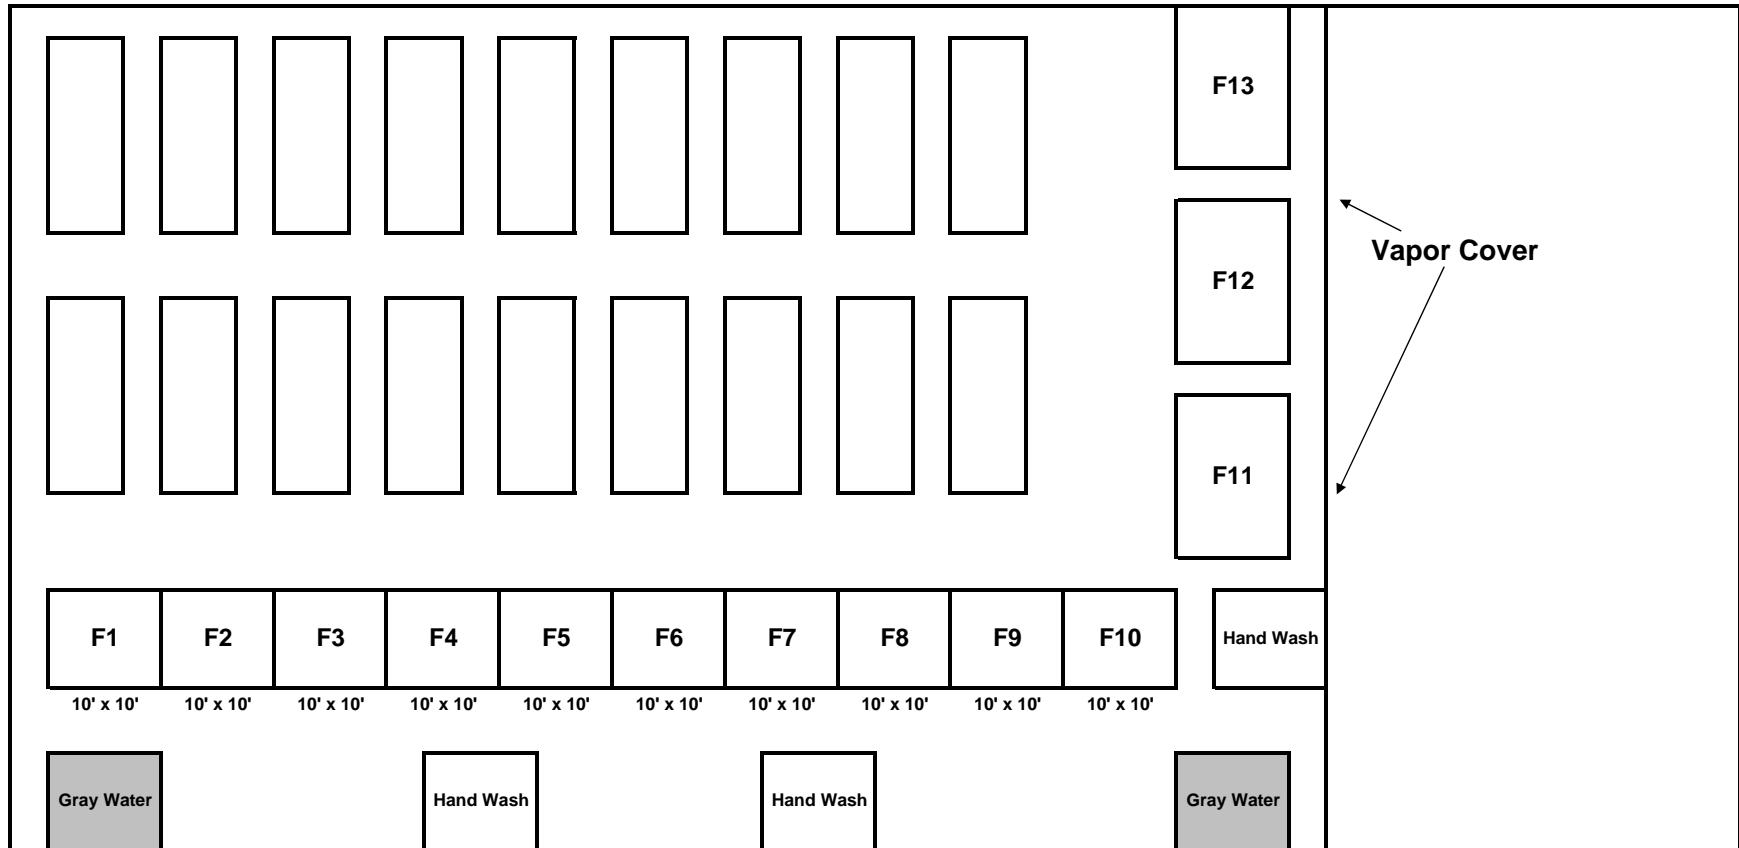 F13
Vapor Cover
F12
F11
F1 F2 F3 F4 F5 F6 F7 F8 F9 F10 Hand Wash
10' x 10' 10' x 10' 10' x 10' 10' x 10' 10' x 10' 10' x 10' 10' x 10' 10' x 10' 10' x 10' 10' x 10'
Gray Water Hand Wash Hand Wash Gray Water